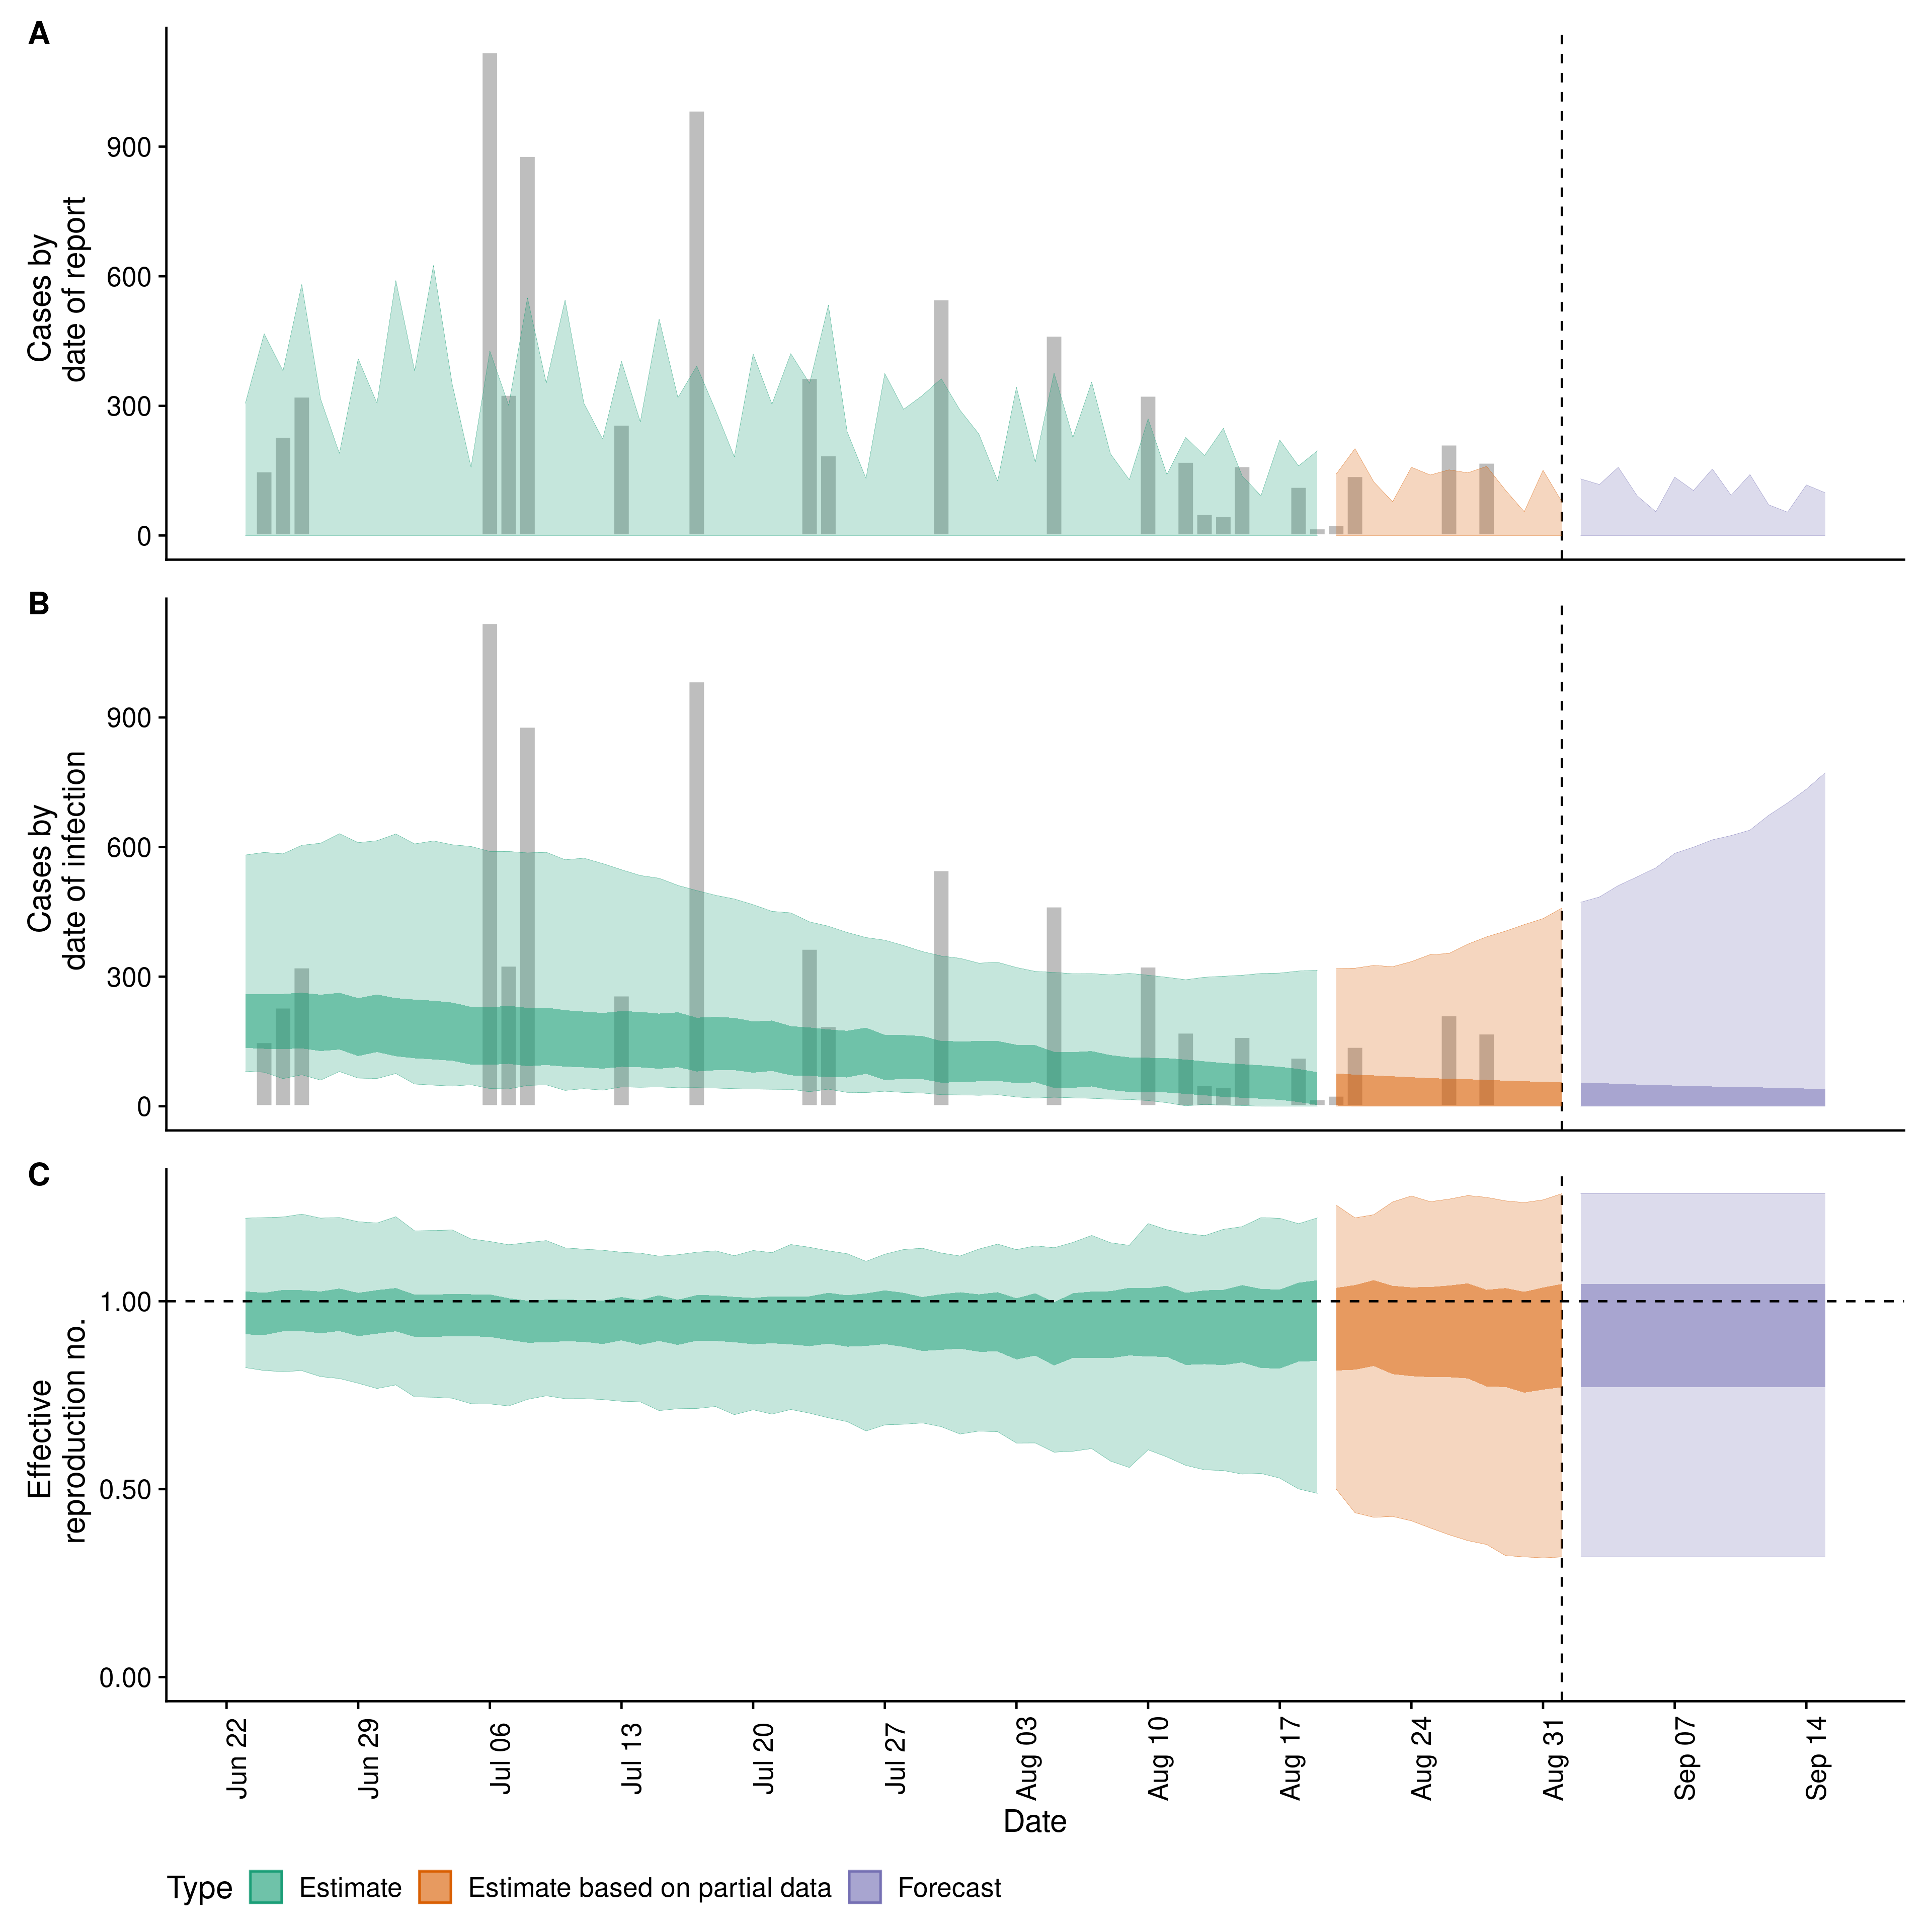 A
Cases by
date of report
900
600
300
0
B
Cases by
date of infection
900
600
300
0
C
Effective
reproduction no.
1.00
0.50
0.00
Jun 22
Jun 29
Jul 06
Jul 13
Jul 20
Jul 27
Aug 03
Aug 10
Aug 17
Aug 24
Aug 31
Sep 07
Sep 14
Date
Type Estimate Estimate based on partial data Forecast